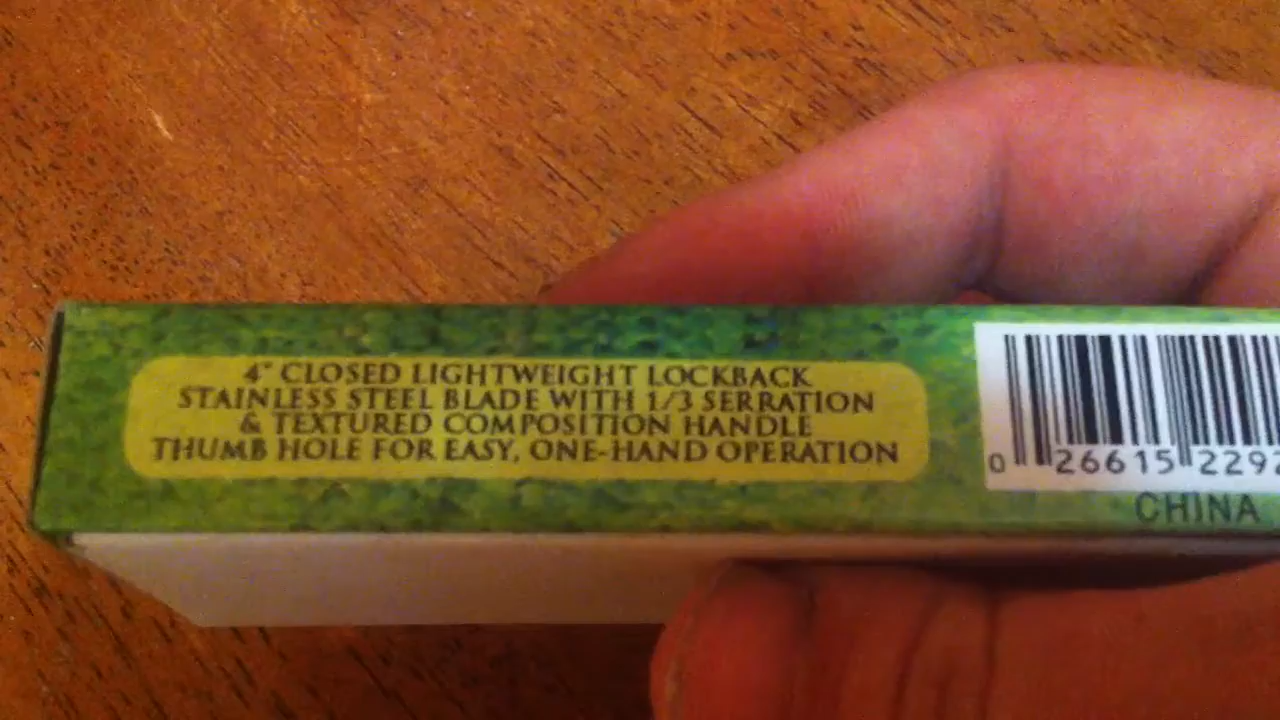 4" CLOSED LIGHTWEIGHT LOCKBACK
STAINLESS STEEL BLADE WITH 1/3 SERRATION
& TEXTURED COMPOSITION HANDLE
THUMB HOLE FOR EASY, ONE-HAND OPERATION
0 26615 2292
CHINA